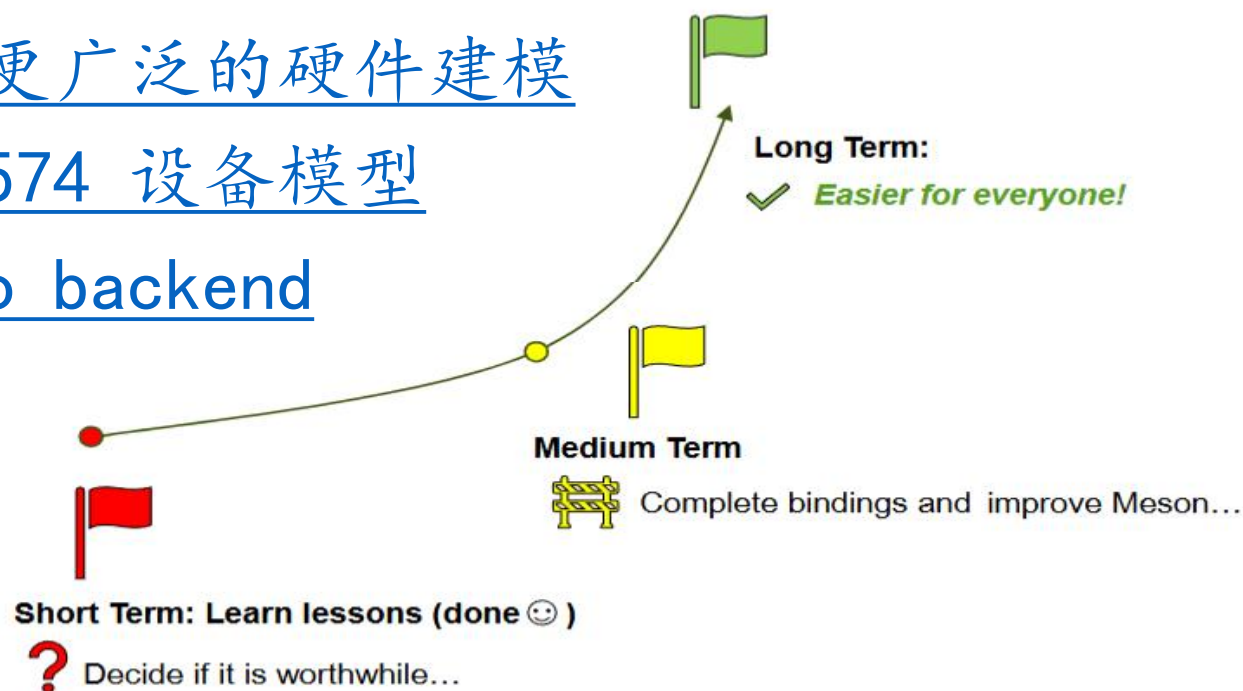 更广泛的硬件建模
574 设备模型
backend
Long Term:
Easier for everyone!
Medium Term
Complete bindings and improve Meson…
Short Term: Learn lessons (done☺)
? Decide if it is worthwhile…